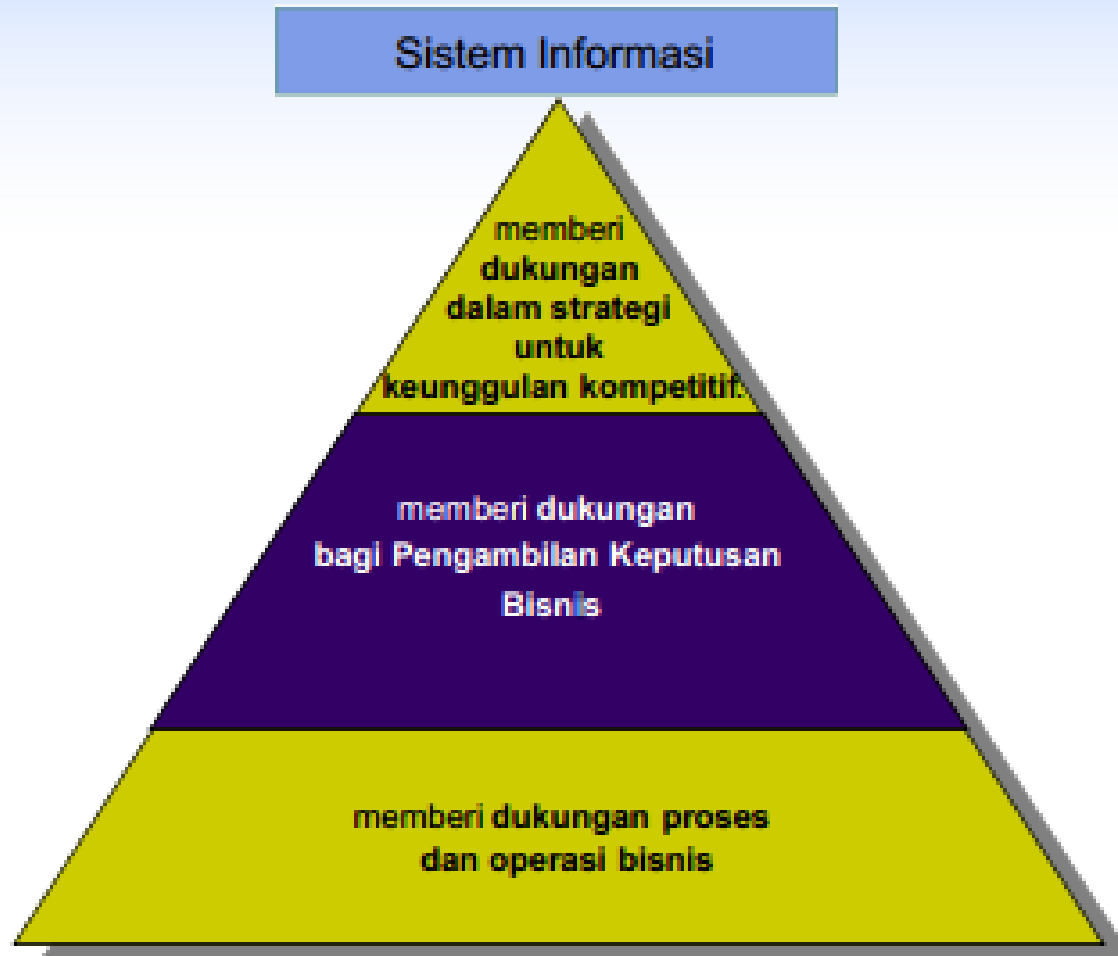 Sistem Informasi
memberi
dukungan
dalam strategi
untuk
keunggulan kompetitif.
memberi dukungan
bagi Pengambilan Keputusan
Bisnis
memberi dukungan proses
dan operasi bisnis